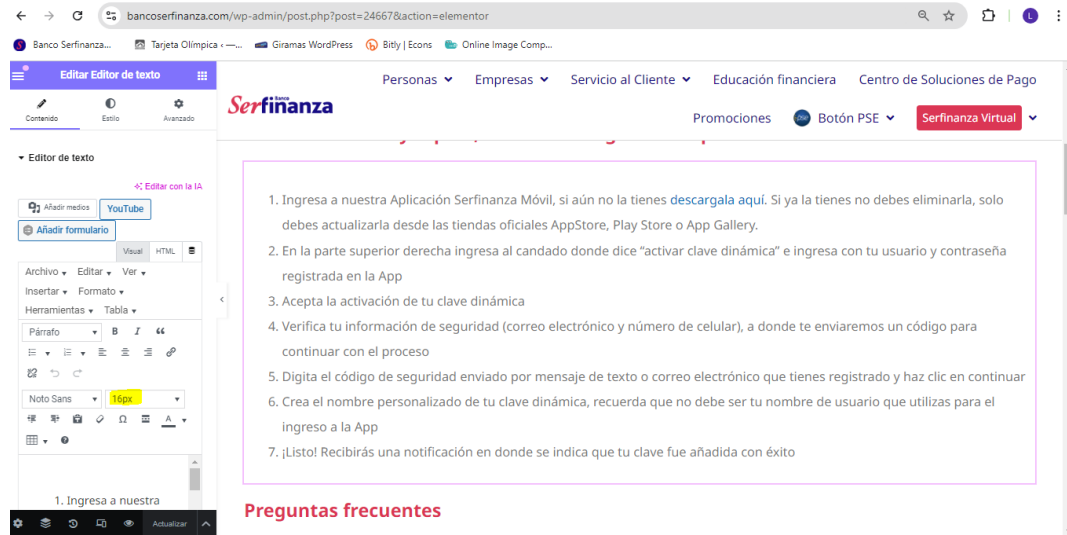 bancoserfinanza.com/wp-admin/post.php?post=24667&action=elementor
L
Banco Serfinanza... Tarjeta Olímpica ‹ —... Giramas WordPress Bitly | Econs Online Image Comp...
Editar Editor de texto
Contenido Estilo Avanzado
Editor de texto
Editar con la IA
Añadir medios YouTube
Añadir formulario
Visual HTML
Archivo Editar Ver
Insertar Formato
Herramientas Tabla
Párrafo B I
Noto Sans 16px
Ω A
1. Ingresa a nuestra
Actualizar
Personas Empresas Servicio al Cliente Educación financiera Centro de Soluciones de Pago
Banco
Serfinanza
Promociones pse Botón PSE Serfinanza Virtual
1. Ingresa a nuestra Aplicación Serfinanza Móvil, si aún no la tienes descargala aquí. Si ya la tienes no debes eliminarla, solo
debes actualizarla desde las tiendas oficiales AppStore, Play Store o App Gallery.
2. En la parte superior derecha ingresa al candado donde dice “activar clave dinámica” e ingresa con tu usuario y contraseña
registrada en la App
3. Acepta la activación de tu clave dinámica
4. Verifica tu información de seguridad (correo electrónico y número de celular), a donde te enviaremos un código para
continuar con el proceso
5. Digita el código de seguridad enviado por mensaje de texto o correo electrónico que tienes registrado y haz clic en continuar
6. Crea el nombre personalizado de tu clave dinámica, recuerda que no debe ser tu nombre de usuario que utilizas para el
ingreso a la App
7. ¡Listo! Recibirás una notificación en donde se indica que tu clave fue añadida con éxito
Preguntas frecuentes